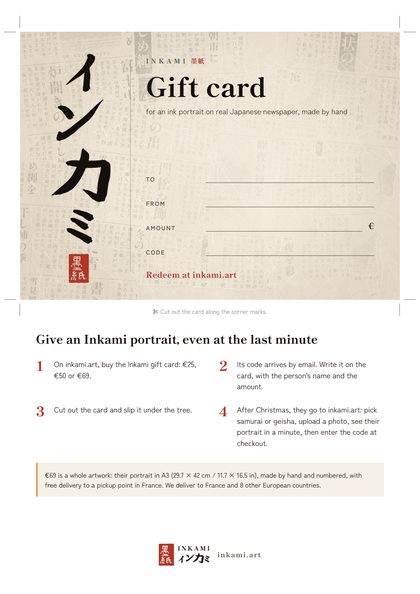 インカミ
墨紙
INKAMI 墨紙
Gift card
for an ink portrait on real Japanese newspaper, made by hand
TO
FROM
AMOUNT €
CODE
Redeem at inkami.art
✄ Cut out the card along the corner marks.
Give an Inkami portrait, even at the last minute
1 On inkami.art, buy the Inkami gift card: €25,
€50 or €69.
2 Its code arrives by email. Write it on the
card, with the person's name and the
amount.
3 Cut out the card and slip it under the tree.
4 After Christmas, they go to inkami.art: pick
samurai or geisha, upload a photo, see their
portrait in a minute, then enter the code at
checkout.
€69 is a whole artwork: their portrait in A3 (29.7 × 42 cm / 11.7 × 16.5 in), made by hand and numbered, with
free delivery to a pickup point in France. We deliver to France and 8 other European countries.
墨紙
INKAMI
インカミ
inkami.art